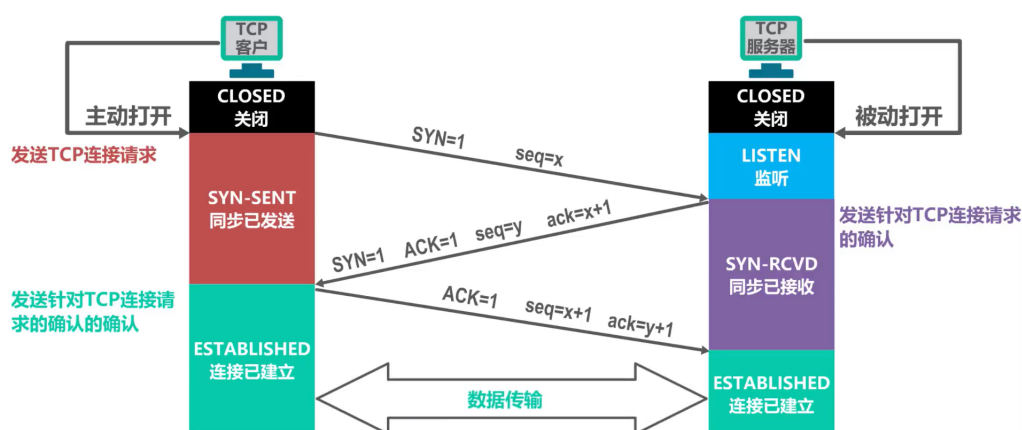 TCP
客户
TCP
服务器
CLOSED
关闭
CLOSED
关闭
主动打开
被动打开
发送TCP连接请求
SYN=1 seq=x
LISTEN
监听
SYN-SENT
同步已发送
SYN=1 ACK=1 seq=y ack=x+1
发送针对TCP连接请求
的确认
SYN-RCVD
同步已接收
发送针对TCP连接请
求的确认的确认
ACK=1 seq=x+1 ack=y+1
ESTABLISHED
连接已建立
数据传输
ESTABLISHED
连接已建立